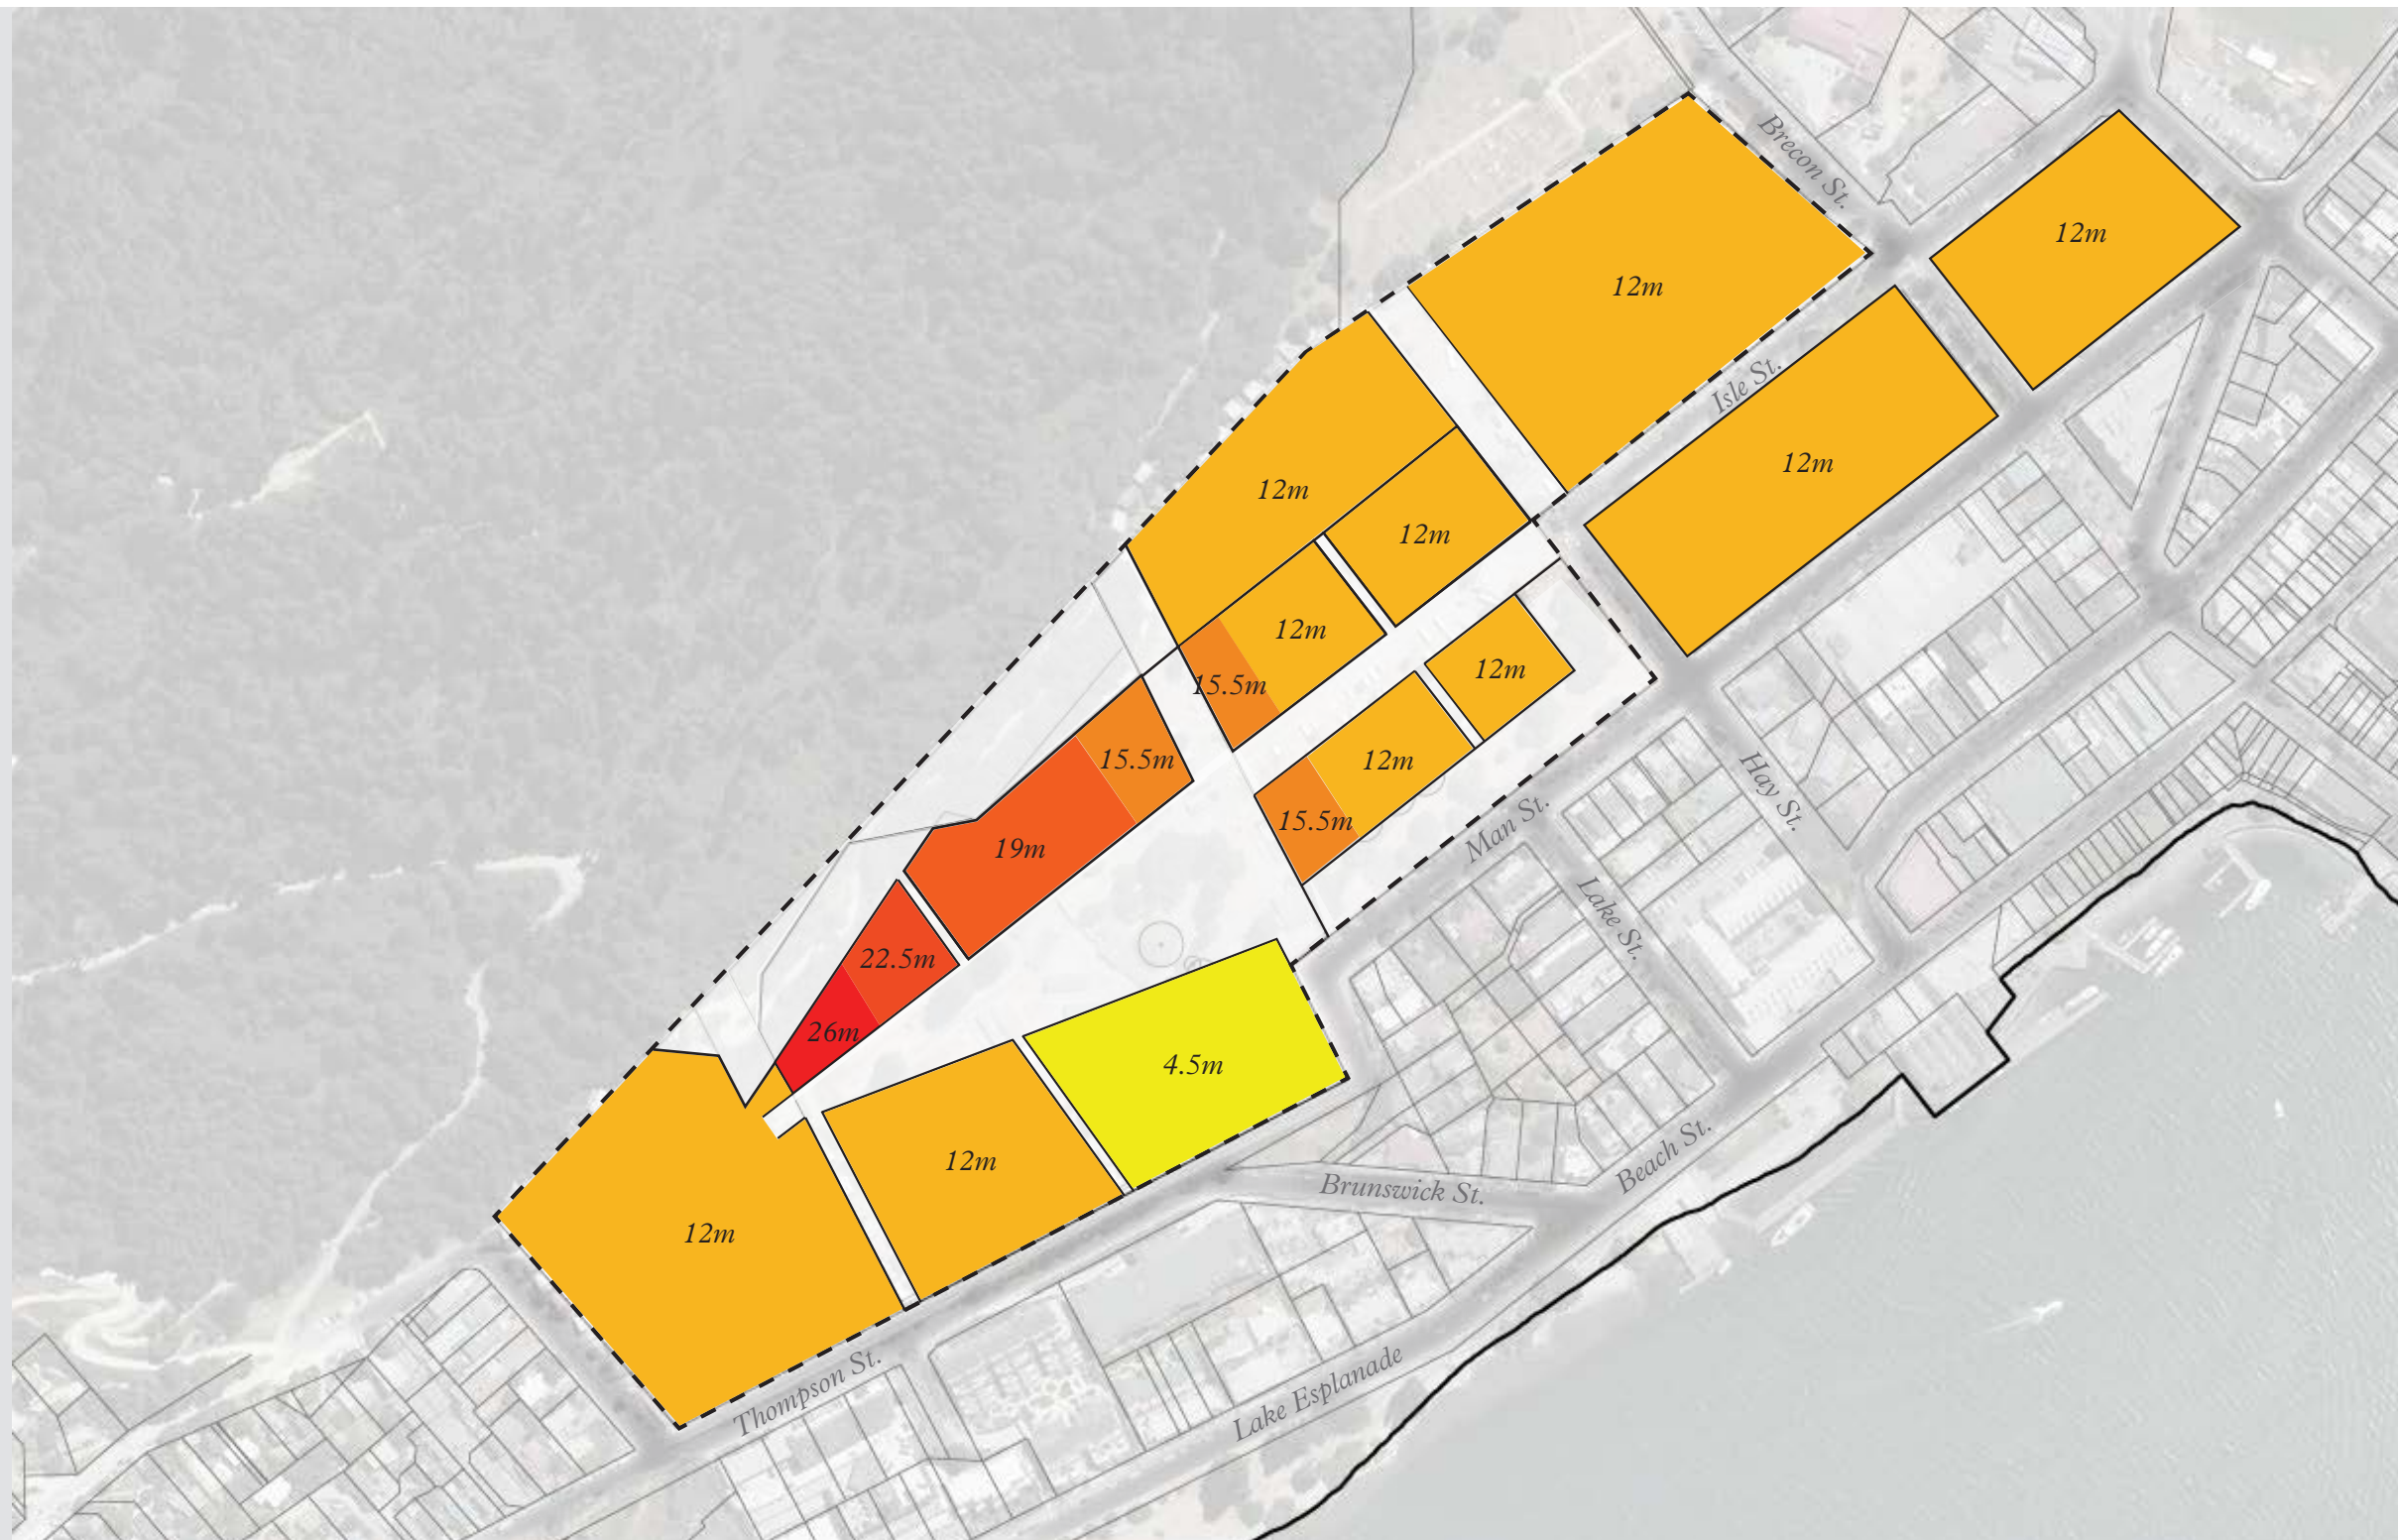 Brecon St.
12m
12m
Isle St.
12m
12m
12m
12m
12m
15.5m
12m
15.5m
12m
Hay St.
15.5m
Man St.
19m
Lake St.
22.5m
26m
4.5m
12m
Beach St.
Brunswick St.
12m
Thompson St.
Lake Esplanade